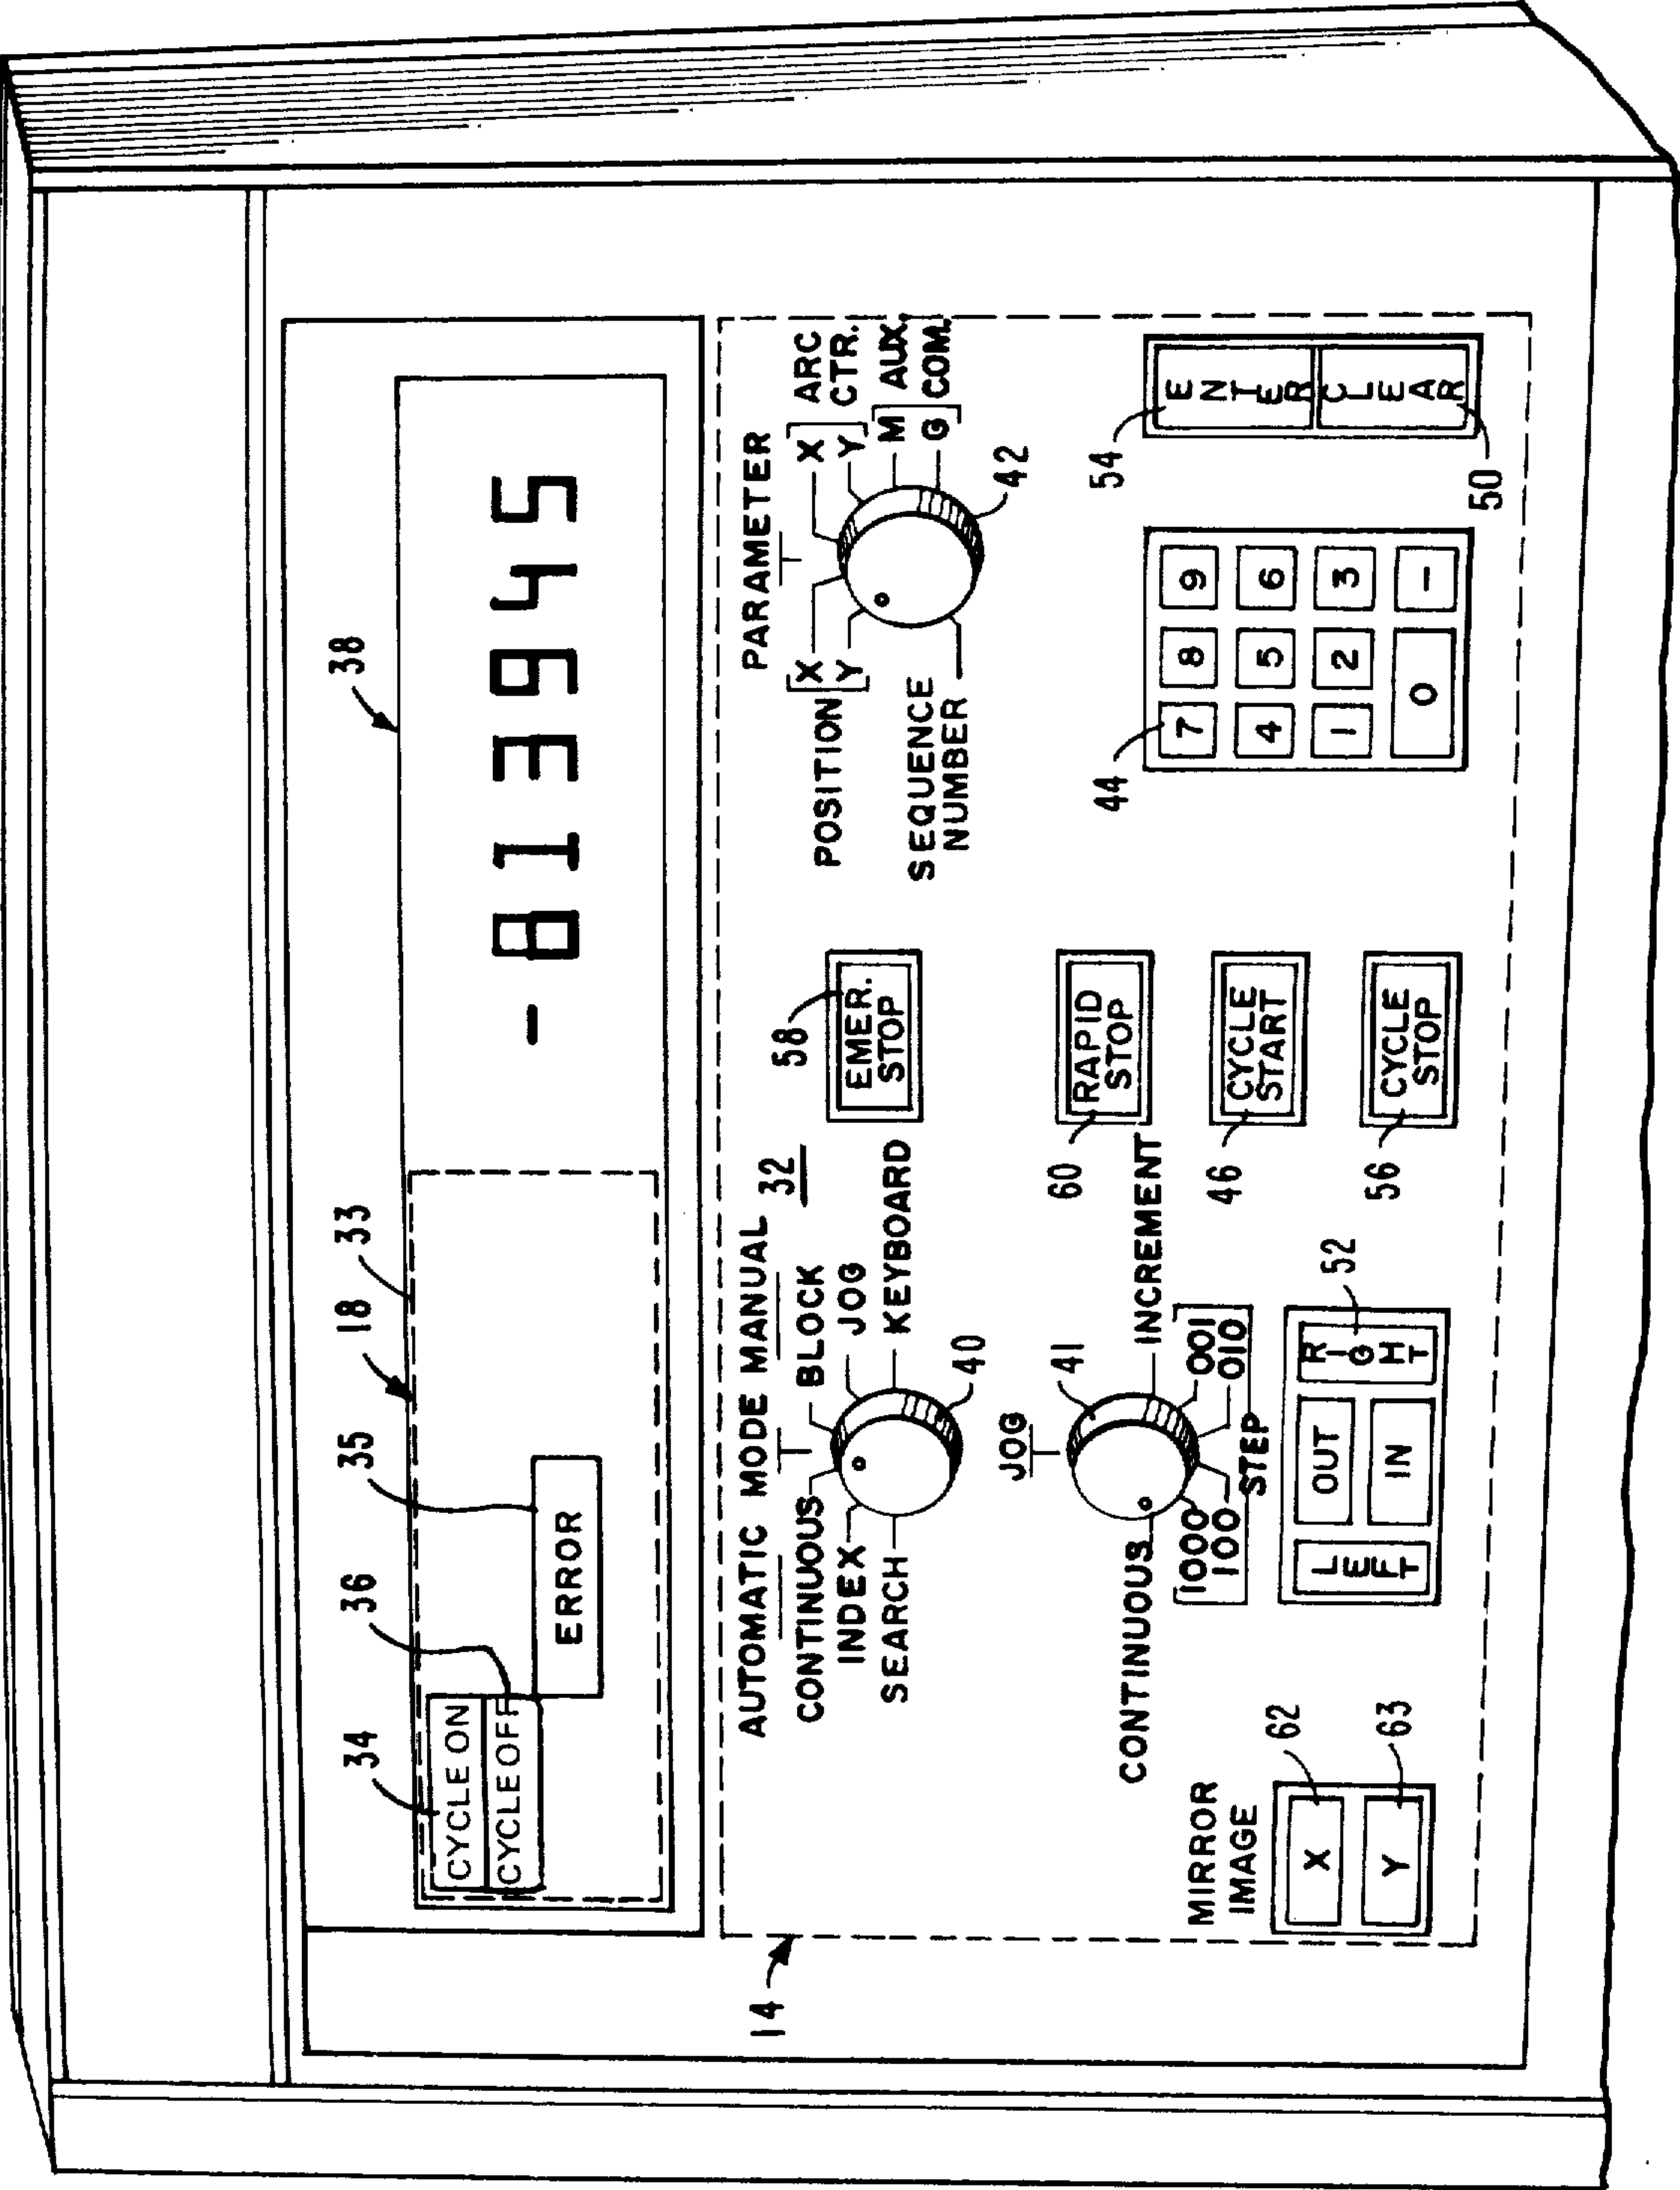 18
33
38
34
36
35
CYCLE ON
CYCLE OFF
ERROR
-813945
14
AUTOMATIC MODE MANUAL
32
CONTINUOUS
BLOCK
INDEX
JOG
SEARCH
KEYBOARD
40
58
EMER.
STOP
PARAMETER
POSITION
X
Y
X
Y
ARC
CTR.
M
G
AUX.
COM.
SEQUENCE
NUMBER
42
JOG
41
CONTINUOUS
INCREMENT
1000
100
001
010
STEP
60
RAPID
STOP
46
CYCLE
START
56
CYCLE
STOP
MIRROR
IMAGE
62
X
63
Y
LEFT
OUT
IN
RIGHT
52
44
7 8 9
4 5 6
1 2 3
0 -
54
ENTER
CLEAR
50